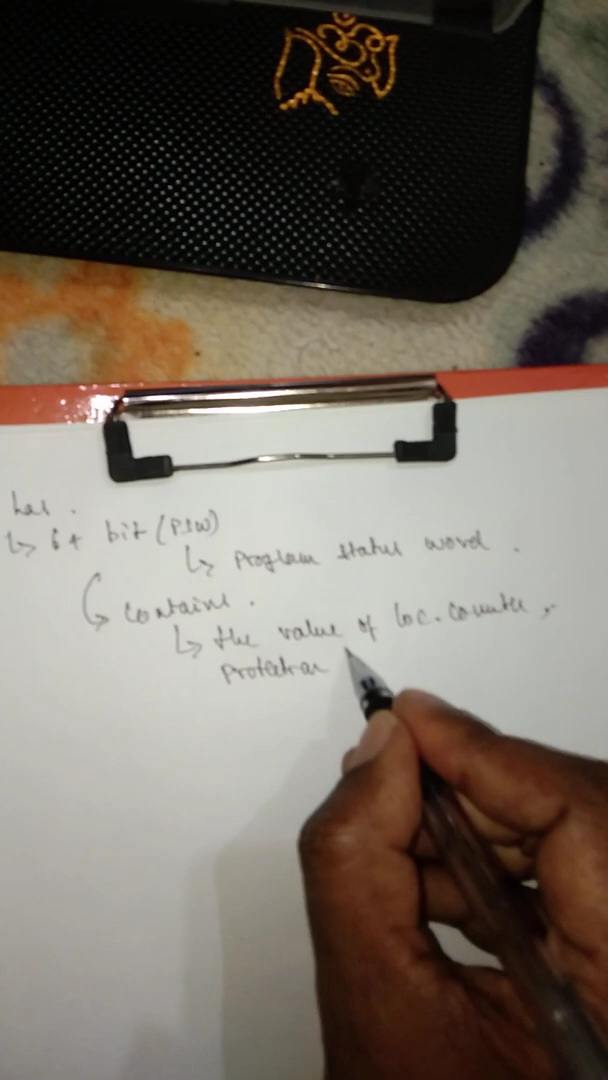 has.
↳ 64 bit (PSW)
↳ Program status word.
↳ contains.
↳ the value of loc. counter,
protection